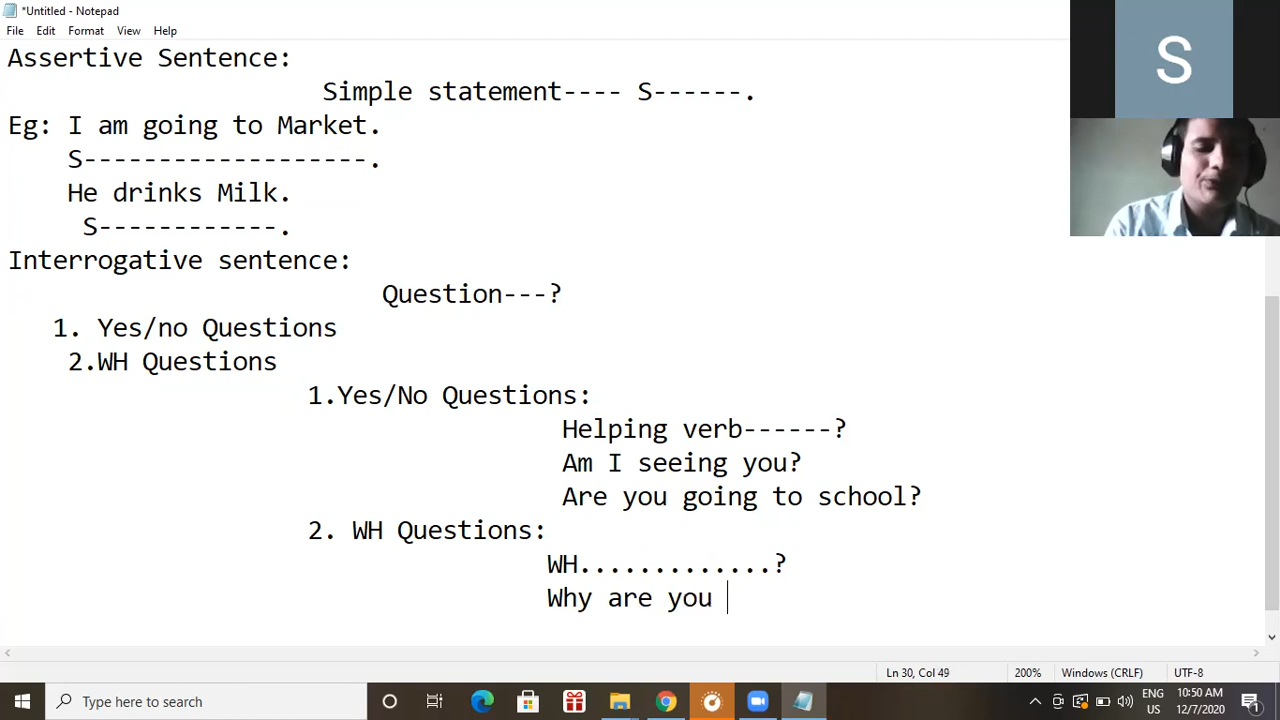 *Untitled - Notepad
File Edit Format View Help
Assertive Sentence:
Simple statement---- S------.
Eg: I am going to Market.
S-------------------.
He drinks Milk.
S------------.
Interrogative sentence:
Question---?
1. Yes/no Questions
2.WH Questions
1.Yes/No Questions:
Helping verb------?
Am I seeing you?
Are you going to school?
2. WH Questions:
WH.............?
Why are you
S
Ln 30, Col 49 200% Windows (CRLF) UTF-8
Type here to search
ENG
US
10:50 AM
12/7/2020
1